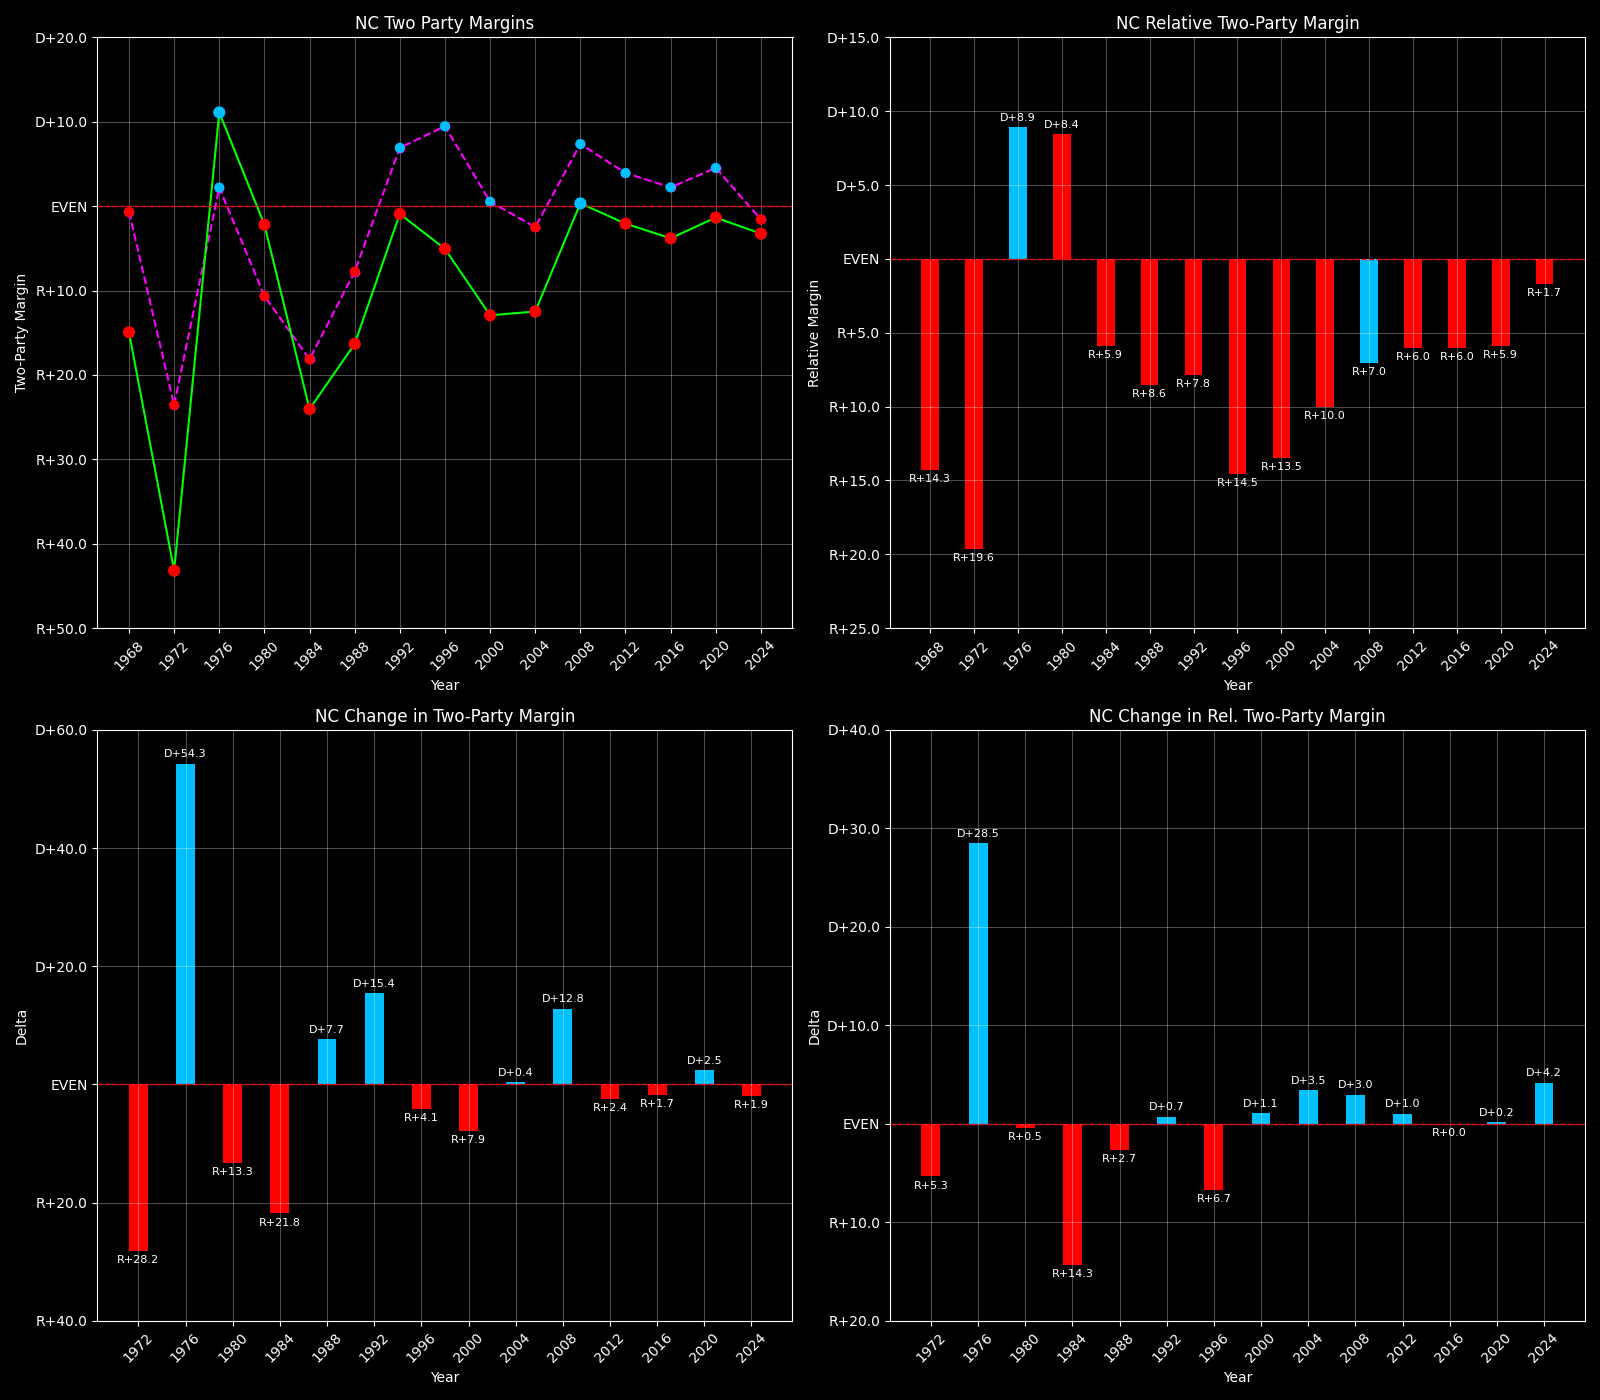 NC Two Party Margins
D+20.0
D+10.0
EVEN
R+10.0
R+20.0
R+30.0
R+40.0
R+50.0
Two-Party Margin
1968 1972 1976 1980 1984 1988 1992 1996 2000 2004 2008 2012 2016 2020 2024
Year
NC Relative Two-Party Margin
D+15.0
D+10.0
D+5.0
EVEN
R+5.0
R+10.0
R+15.0
R+20.0
R+25.0
Relative Margin
R+14.3
R+19.6
D+8.9
D+8.4
R+5.9
R+8.6
R+7.8
R+14.5
R+13.5
R+10.0
R+7.0
R+6.0
R+6.0
R+5.9
R+1.7
1968 1972 1976 1980 1984 1988 1992 1996 2000 2004 2008 2012 2016 2020 2024
Year
NC Change in Two-Party Margin
D+60.0
D+40.0
D+20.0
EVEN
R+20.0
R+40.0
Delta
R+28.2
D+54.3
R+13.3
R+21.8
D+7.7
D+15.4
R+4.1
R+7.9
D+0.4
D+12.8
R+2.4
R+1.7
D+2.5
R+1.9
1972 1976 1980 1984 1988 1992 1996 2000 2004 2008 2012 2016 2020 2024
Year
NC Change in Rel. Two-Party Margin
D+40.0
D+30.0
D+20.0
D+10.0
EVEN
R+10.0
R+20.0
Delta
R+5.3
D+28.5
R+0.5
R+14.3
R+2.7
D+0.7
R+6.7
D+1.1
D+3.5
D+3.0
D+1.0
R+0.0
D+0.2
D+4.2
1972 1976 1980 1984 1988 1992 1996 2000 2004 2008 2012 2016 2020 2024
Year